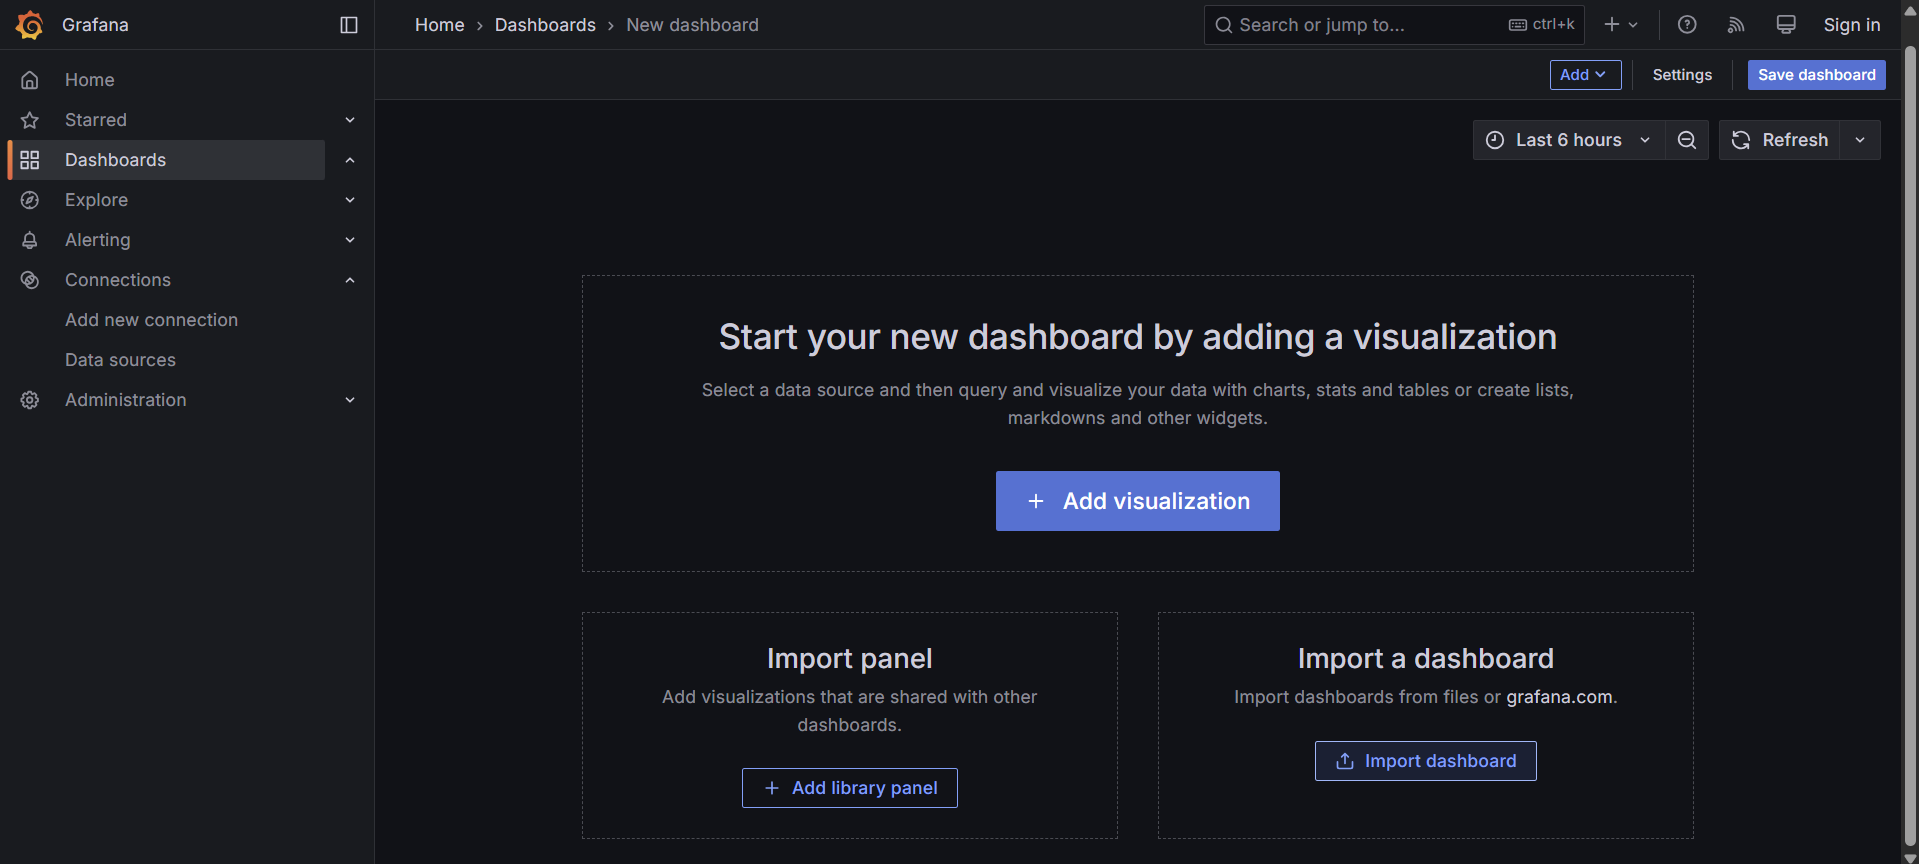 Grafana
Home › Dashboards › New dashboard
Search or jump to...
ctrl+k
Sign in
Home
Starred
Dashboards
Explore
Alerting
Connections
Add new connection
Data sources
Administration
Add
Settings
Save dashboard
Last 6 hours
Refresh
Start your new dashboard by adding a visualization
Select a data source and then query and visualize your data with charts, stats and tables or create lists,
markdowns and other widgets.
+ Add visualization
Import panel
Add visualizations that are shared with other
dashboards.
+ Add library panel
Import a dashboard
Import dashboards from files or grafana.com.
Import dashboard